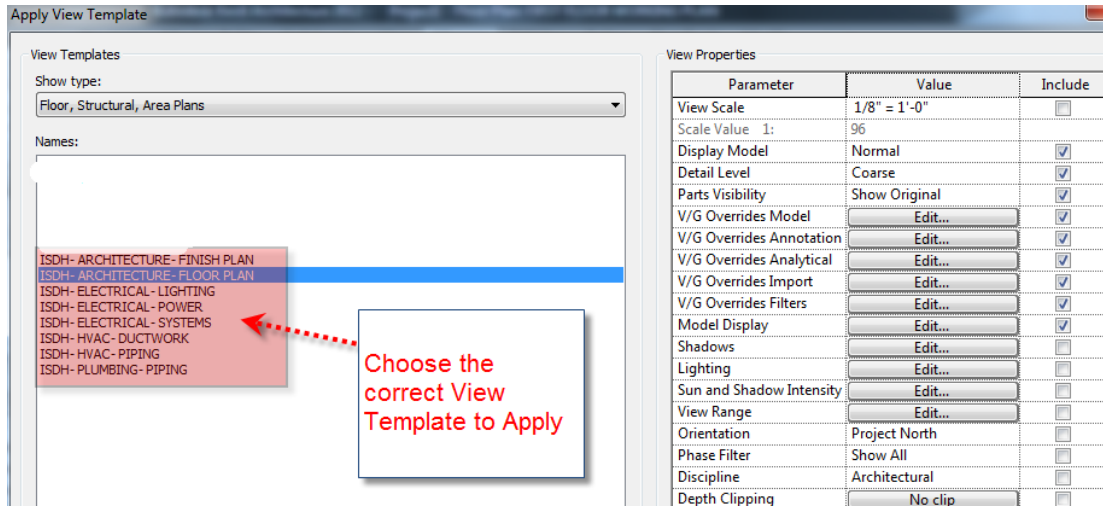 Apply View Template
View Templates
Show type:
Floor, Structural, Area Plans
Names:
ISDH- ARCHITECTURE- FINISH PLAN
ISDH- ARCHITECTURE- FLOOR PLAN
ISDH- ELECTRICAL- LIGHTING
ISDH- ELECTRICAL- POWER
ISDH- ELECTRICAL- SYSTEMS
ISDH- HVAC- DUCTWORK
ISDH- HVAC- PIPING
ISDH- PLUMBING- PIPING
Choose the
correct View
Template to Apply
View Properties
Parameter Value Include
View Scale 1/8" = 1'-0"
Scale Value 1: 96
Display Model Normal
Detail Level Coarse
Parts Visibility Show Original
V/G Overrides Model Edit...
V/G Overrides Annotation Edit...
V/G Overrides Analytical Edit...
V/G Overrides Import Edit...
V/G Overrides Filters Edit...
Model Display Edit...
Shadows Edit...
Lighting Edit...
Sun and Shadow Intensity Edit...
View Range Edit...
Orientation Project North
Phase Filter Show All
Discipline Architectural
Depth Clipping No clip